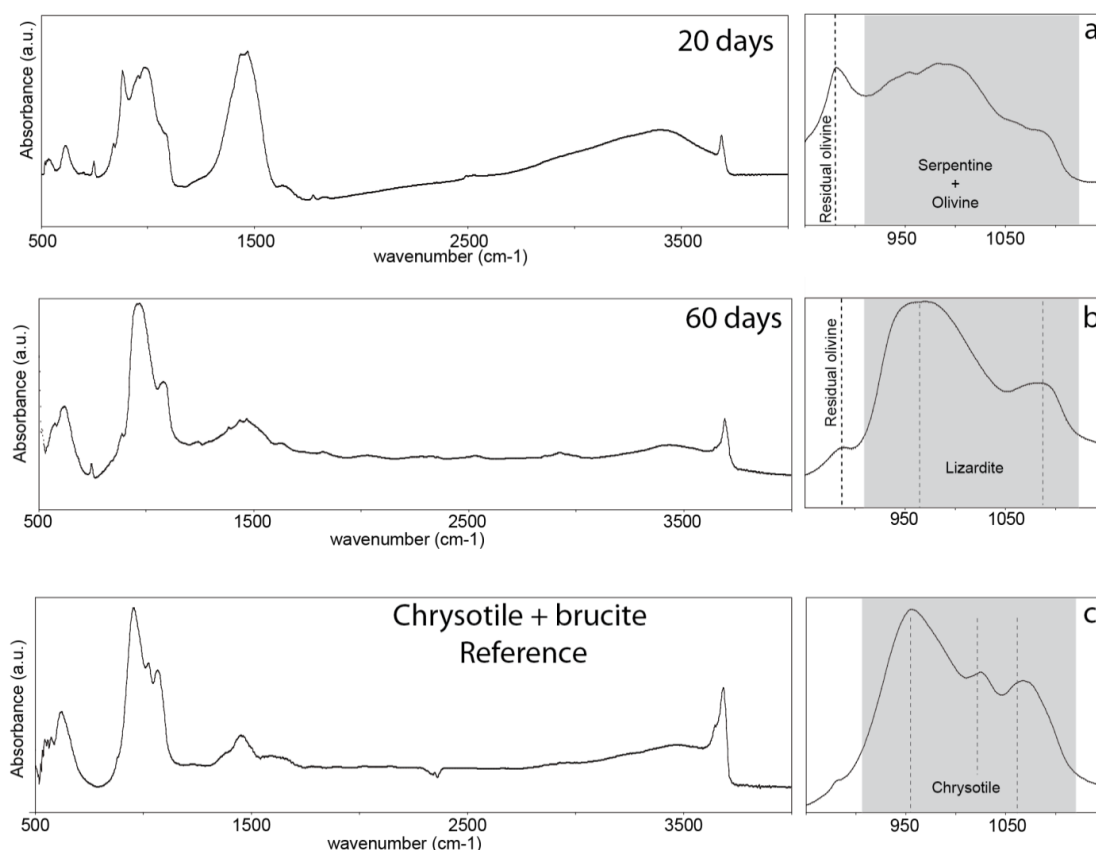 20 days
Absorbance (a.u.)
500
1500
2500
3500
wavenumber (cm-1)
a
Residual olivine
Serpentine
+
Olivine
950
1050
60 days
Absorbance (a.u.)
500
1500
2500
3500
wavenumber (cm-1)
b
Residual olivine
Lizardite
950
1050
Chrysotile + brucite
Reference
Absorbance (a.u.)
500
1500
2500
3500
wavenumber (cm-1)
c
Chrysotile
950
1050